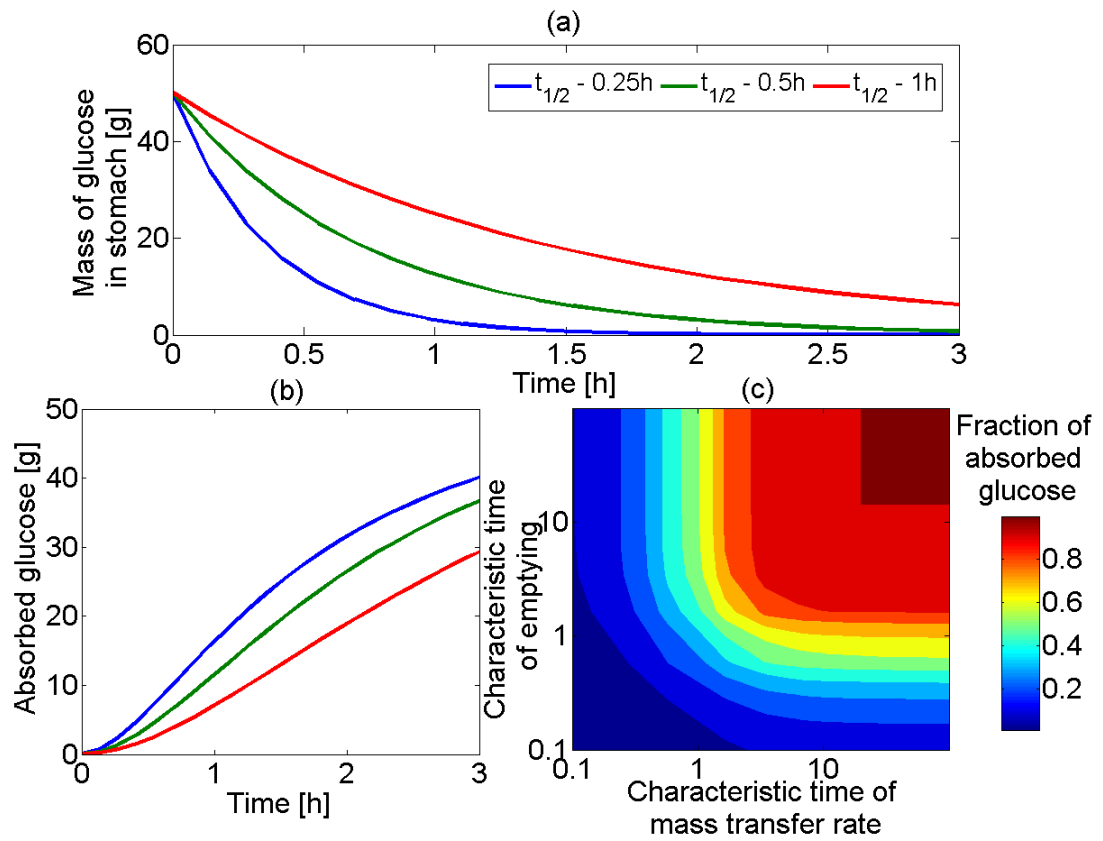 (a)
60
40
20
0
Mass of glucose
in stomach [g]
t1/2 - 0.25h t1/2 - 0.5h t1/2 - 1h
0 0.5 1 1.5 2 2.5 3
Time [h]
(b)
50
40
30
20
10
0
Absorbed glucose [g]
0 1 2 3
Time [h]
(c)
Characteristic time
of emptying
10
1
0.1
0.1 1 10
Characteristic time of
mass transfer rate
Fraction of
absorbed
glucose
0.8
0.6
0.4
0.2